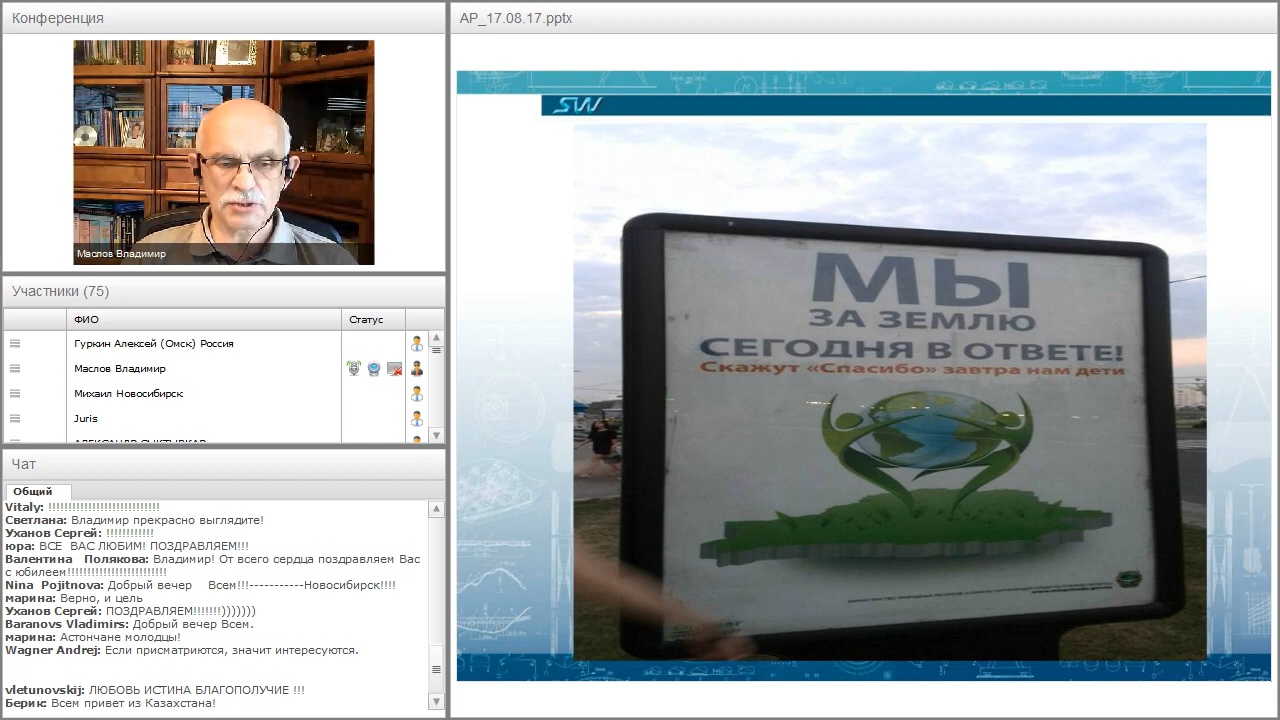 Конференция
Маслов Владимир
Участники (75)
ФИО
Статус
Гуркин Алексей (Омск) Россия
Маслов Владимир
Михаил Новосибирск
Juris
Чат
Общий
Vitaly: !!!!!!!!!!!!!!!!!!!!!!!!!!!!
Светлана: Владимир прекрасно выглядите!
Уханов Сергей: !!!!!!!!!!!!
юра: ВСЕ ВАС ЛЮБИМ! ПОЗДРАВЛЯЕМ!!!
Валентина Полякова: Владимир! От всего сердца поздравляем Вас
с юбилеем!!!!!!!!!!!!!!!!!!!!!!!!!
Nina Pojitnova: Добрый вечер Всем!!!-----------Новосибирск!!!!
марина: Верно, и цель
Уханов Сергей: ПОЗДРАВЛЯЕМ!!!!!!!)))))))
Baranovs Vladimirs: Добрый вечер Всем.
марина: Астончане молодцы!
Wagner Andrej: Если присматриются, значит интересуются.
vletunovskij: ЛЮБОВЬ ИСТИНА БЛАГОПОЛУЧИЕ !!!
Берик: Всем привет из Казахстана!
AP_17.08.17.pptx
SW
МЫ
ЗА ЗЕМЛЮ
СЕГОДНЯ В ОТВЕТЕ!
Скажут «Спасибо» завтра нам дети